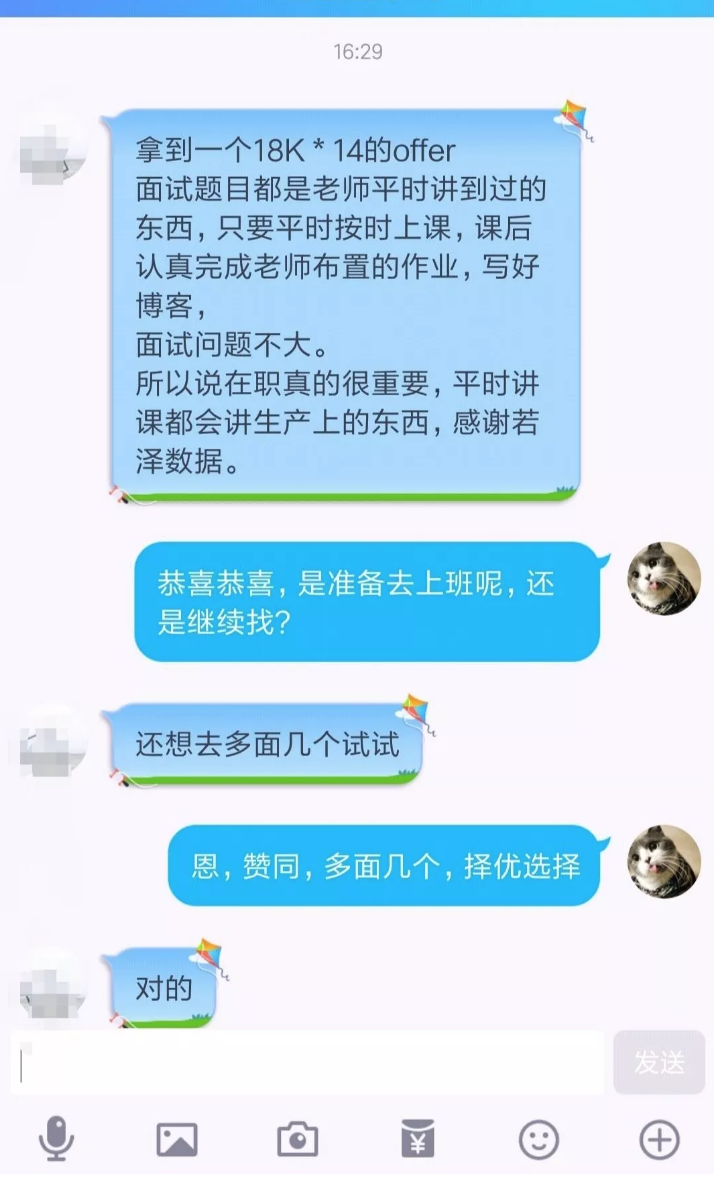 16:29
拿到一个18K * 14的offer
面试题目都是老师平时讲到过的
东西，只要平时按时上课，课后
认真完成老师布置的作业，写好
博客，
面试问题不大。
所以说在职真的很重要，平时讲
课都会讲生产上的东西，感谢若
泽数据。
恭喜恭喜，是准备去上班呢，还
是继续找？
还想去多面几个试试
恩，赞同，多面几个，择优选择
对的
发送